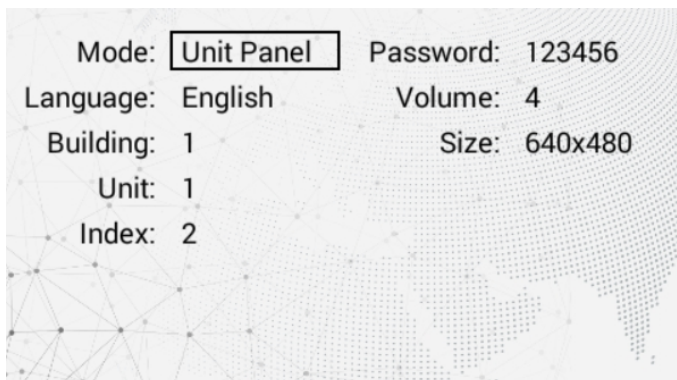 Mode: Unit Panel Password: 123456
Language: English Volume: 4
Building: 1 Size: 640x480
Unit: 1
Index: 2